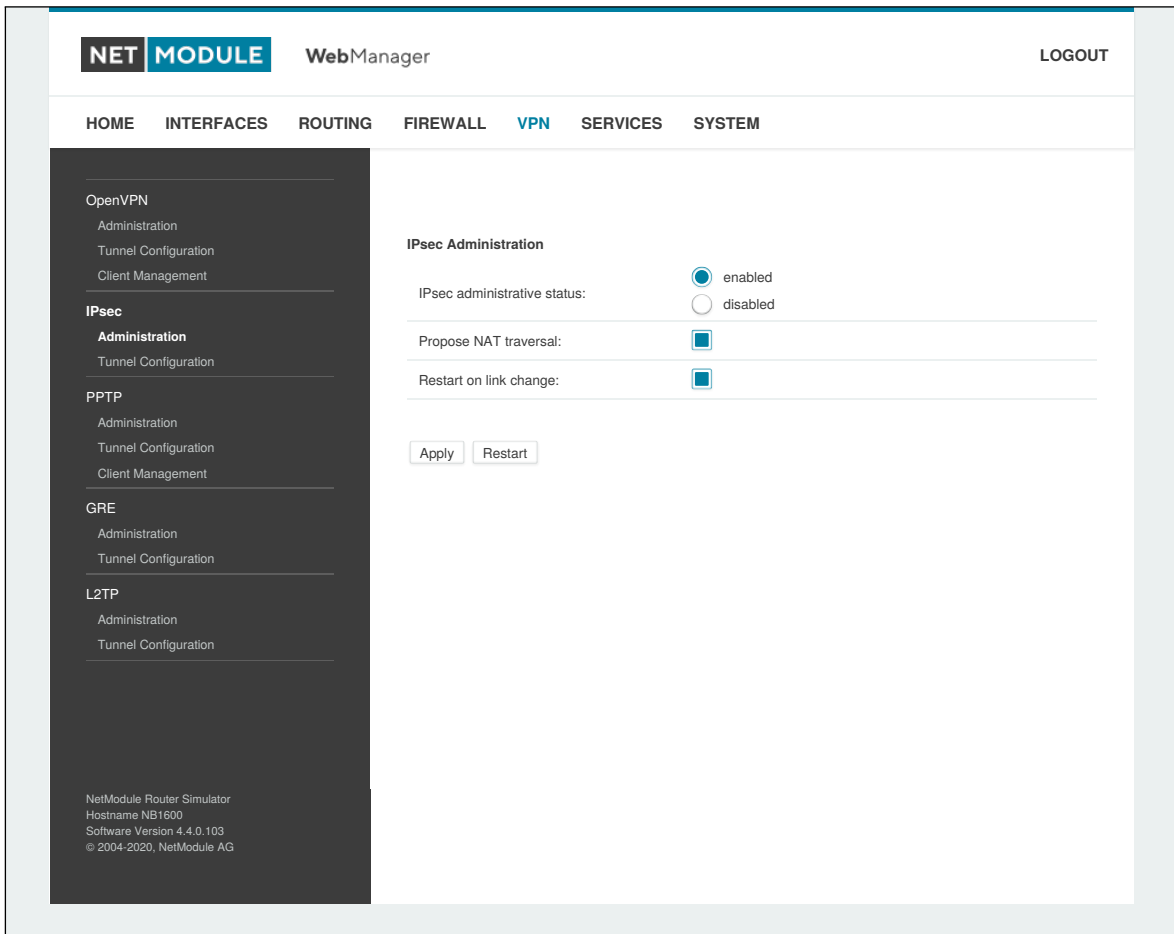 NET MODULE WebManager LOGOUT
HOME INTERFACES ROUTING FIREWALL VPN SERVICES SYSTEM
OpenVPN
Administration
Tunnel Configuration
Client Management
IPsec
Administration
Tunnel Configuration
PPTP
Administration
Tunnel Configuration
Client Management
GRE
Administration
Tunnel Configuration
L2TP
Administration
Tunnel Configuration
NetModule Router Simulator
Hostname NB1600
Software Version 4.4.0.103
© 2004-2020, NetModule AG
IPsec Administration
IPsec administrative status:
enabled
disabled
Propose NAT traversal:
Restart on link change:
Apply Restart